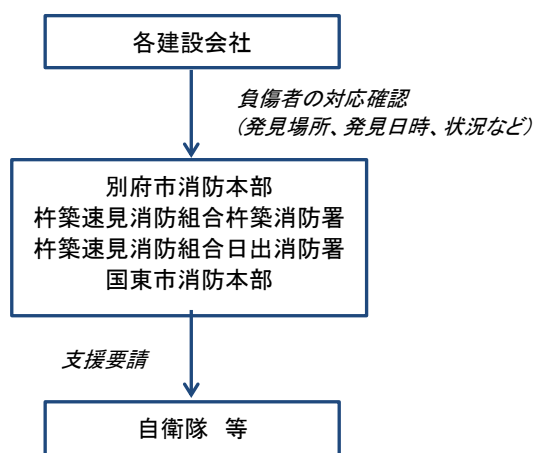 各建設会社
負傷者の対応確認
（発見場所、発見日時、状況など）
別府市消防本部
杵築速見消防組合杵築消防署
杵築速見消防組合日出消防署
国東市消防本部
支援要請
自衛隊　等